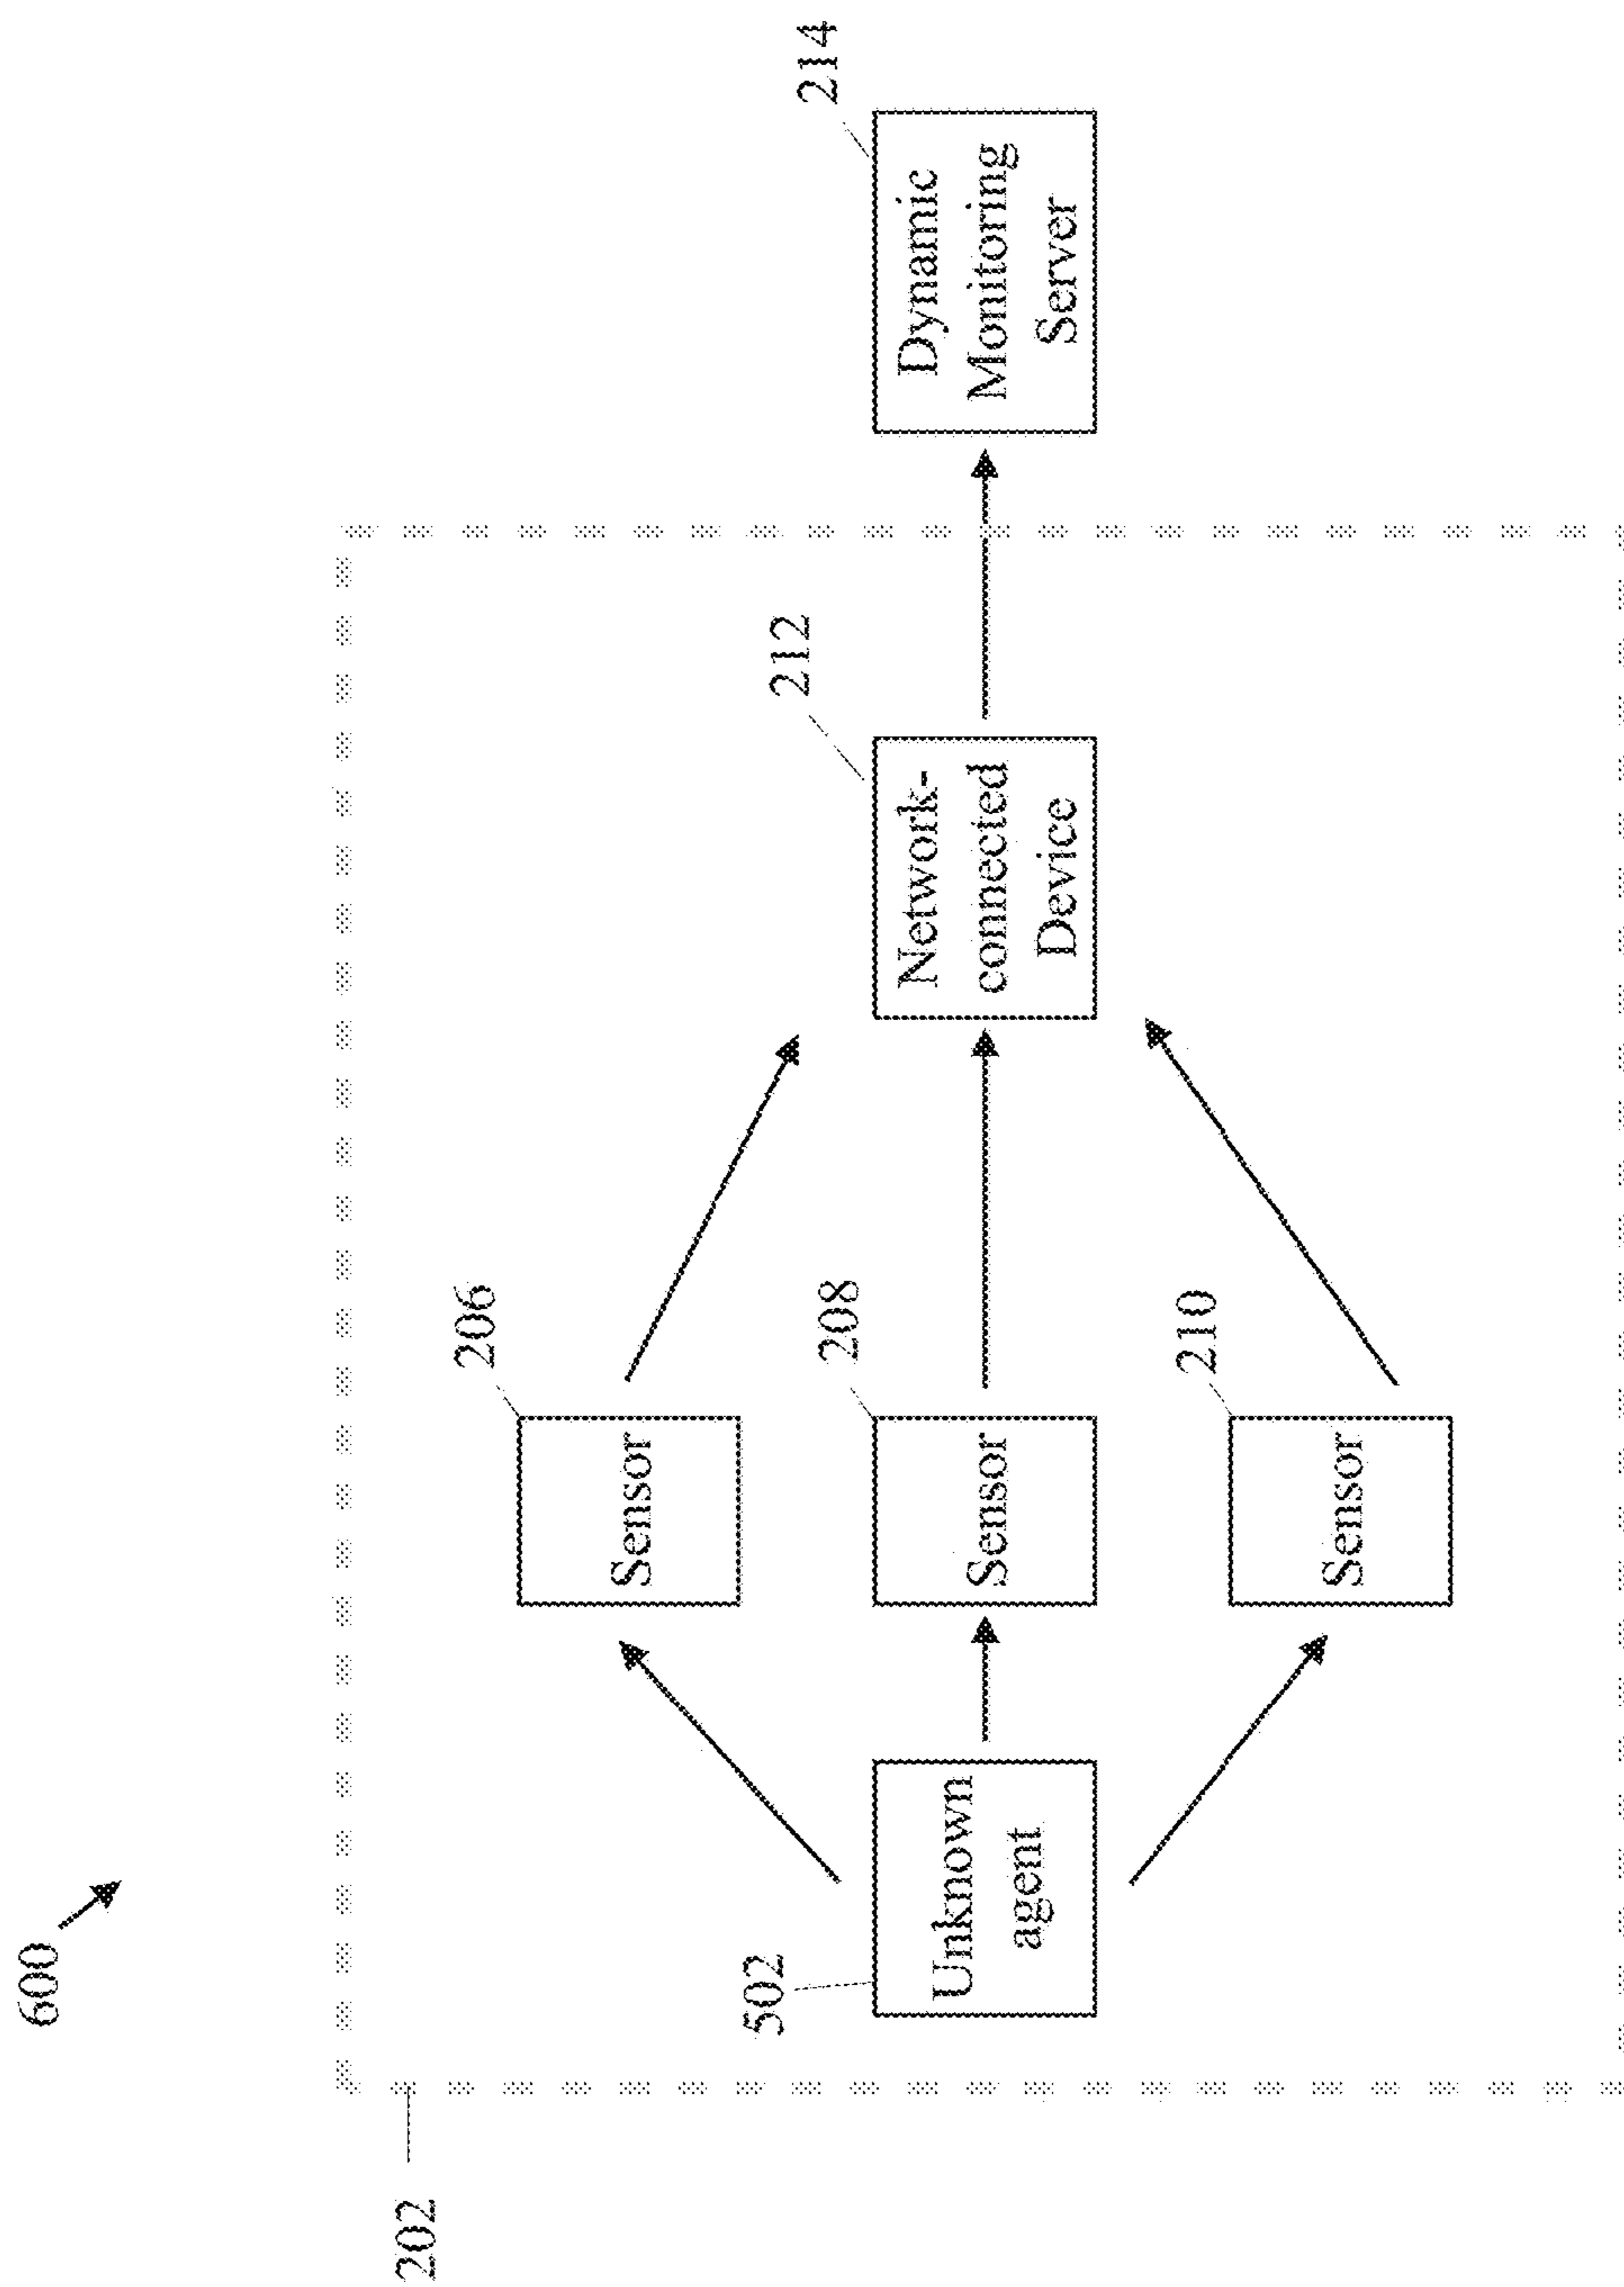 600
202
206
Sensor
502
Unknown
agent
208
Sensor
212
Network-
connected
Device
214
Dynamic
Monitoring
Server
210
Sensor